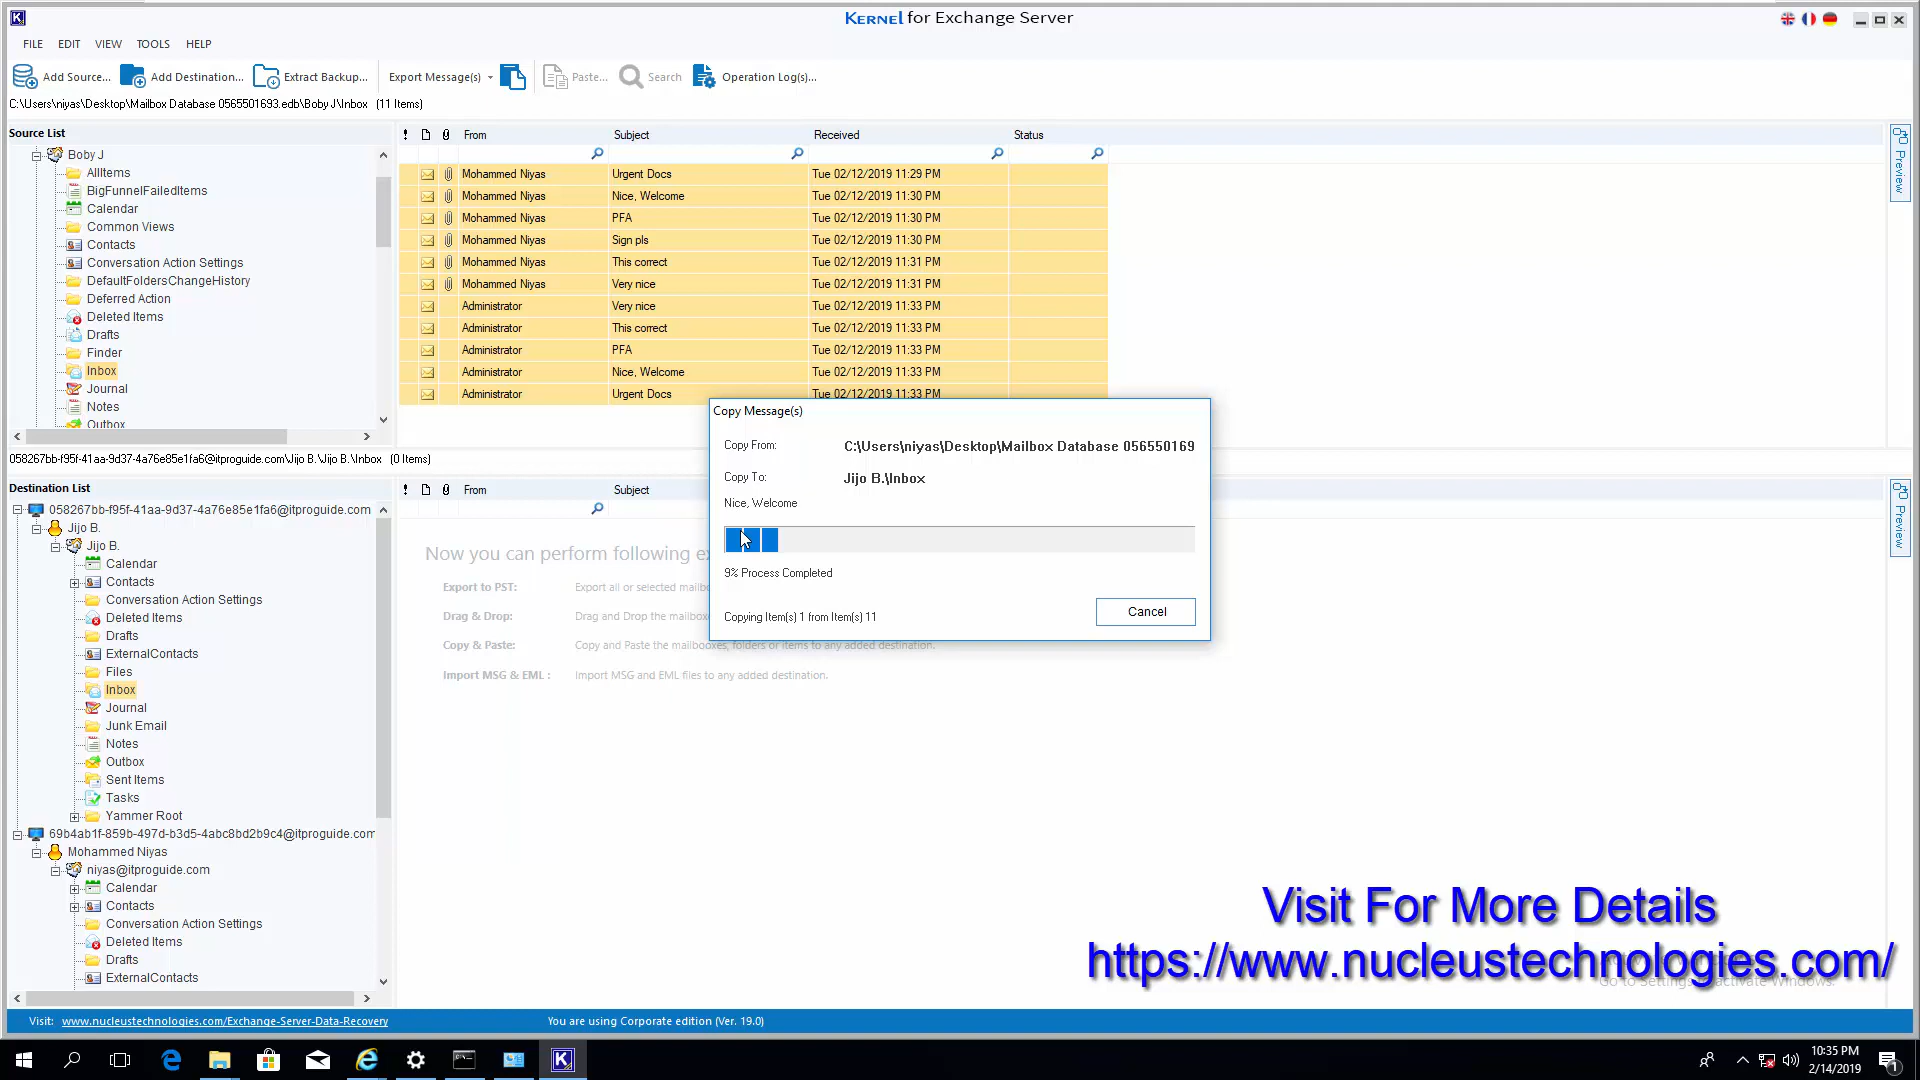 KERNEL for Exchange Server
FILE EDIT VIEW TOOLS HELP
Add Source... Add Destination... Extract Backup... Export Message(s) Paste... Search Operation Log(s)...
C:\Users\niyas\Desktop\Mailbox Database 0565501693.edb\Boby J\Inbox (11 Items)
Source List
Boby J
AllItems
BigFunnelFailedItems
Calendar
Common Views
Contacts
Conversation Action Settings
DefaultFoldersChangeHistory
Deferred Action
Deleted Items
Drafts
Finder
Inbox
Journal
Notes
Outbox
! From Subject Received Status
Mohammed Niyas Urgent Docs Tue 02/12/2019 11:29 PM
Mohammed Niyas Nice, Welcome Tue 02/12/2019 11:30 PM
Mohammed Niyas PFA Tue 02/12/2019 11:30 PM
Mohammed Niyas Sign pls Tue 02/12/2019 11:30 PM
Mohammed Niyas This correct Tue 02/12/2019 11:31 PM
Mohammed Niyas Very nice Tue 02/12/2019 11:31 PM
Administrator Very nice Tue 02/12/2019 11:33 PM
Administrator This correct Tue 02/12/2019 11:33 PM
Administrator PFA Tue 02/12/2019 11:33 PM
Administrator Nice, Welcome Tue 02/12/2019 11:33 PM
Administrator Urgent Docs Tue 02/12/2019 11:33 PM
Preview
Copy Message(s)
Copy From: C:\Users\niyas\Desktop\Mailbox Database 056550169
Copy To: Jijo B.\Inbox
Nice, Welcome
9% Process Completed
Copying Item(s) 1 from Item(s) 11
Cancel
058267bb-f95f-41aa-9d37-4a76e85e1fa6@itproguide.com\Jijo B.\Jijo B.\Inbox (0 Items)
Destination List
058267bb-f95f-41aa-9d37-4a76e85e1fa6@itproguide.com
Jijo B.
Jijo B.
Calendar
Contacts
Conversation Action Settings
Deleted Items
Drafts
ExternalContacts
Files
Inbox
Journal
Junk Email
Notes
Outbox
Sent Items
Tasks
Yammer Root
69b4ab1f-859b-497d-b3d5-4abc8bd2b9c4@itproguide.com
Mohammed Niyas
niyas@itproguide.com
Calendar
Contacts
Conversation Action Settings
Deleted Items
Drafts
ExternalContacts
! From Subject
Preview
Now you can perform following
Export to PST: Export all or selected
Drag & Drop: Drag and Drop the
Copy & Paste: Copy and Paste the mailboxes, folders or items to any added destination.
Import MSG & EML : Import MSG and EML files to any added destination.
Visit For More Details
https://www.nucleustechnologies.com/
Visit: www.nucleustechnologies.com/Exchange-Server-Data-Recovery
You are using Corporate edition (Ver. 19.0)
10:35 PM
2/14/2019
1